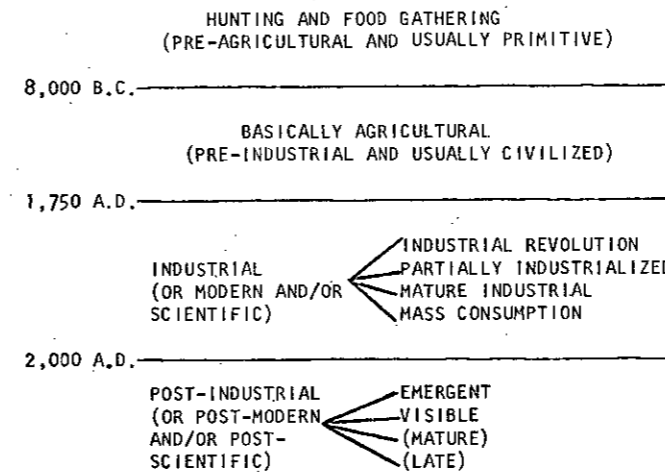 HUNTING AND FOOD GATHERING
(PRE-AGRICULTURAL AND USUALLY PRIMITIVE)
8,000 B.C.
BASICALLY AGRICULTURAL
(PRE-INDUSTRIAL AND USUALLY CIVILIZED)
1,750 A.D.
INDUSTRIAL
(OR MODERN AND/OR
SCIENTIFIC)
INDUSTRIAL REVOLUTION
PARTIALLY INDUSTRIALIZED
MATURE INDUSTRIAL
MASS CONSUMPTION
2,000 A.D.
POST-INDUSTRIAL
(OR POST-MODERN
AND/OR POST-
SCIENTIFIC)
EMERGENT
VISIBLE
(MATURE)
(LATE)